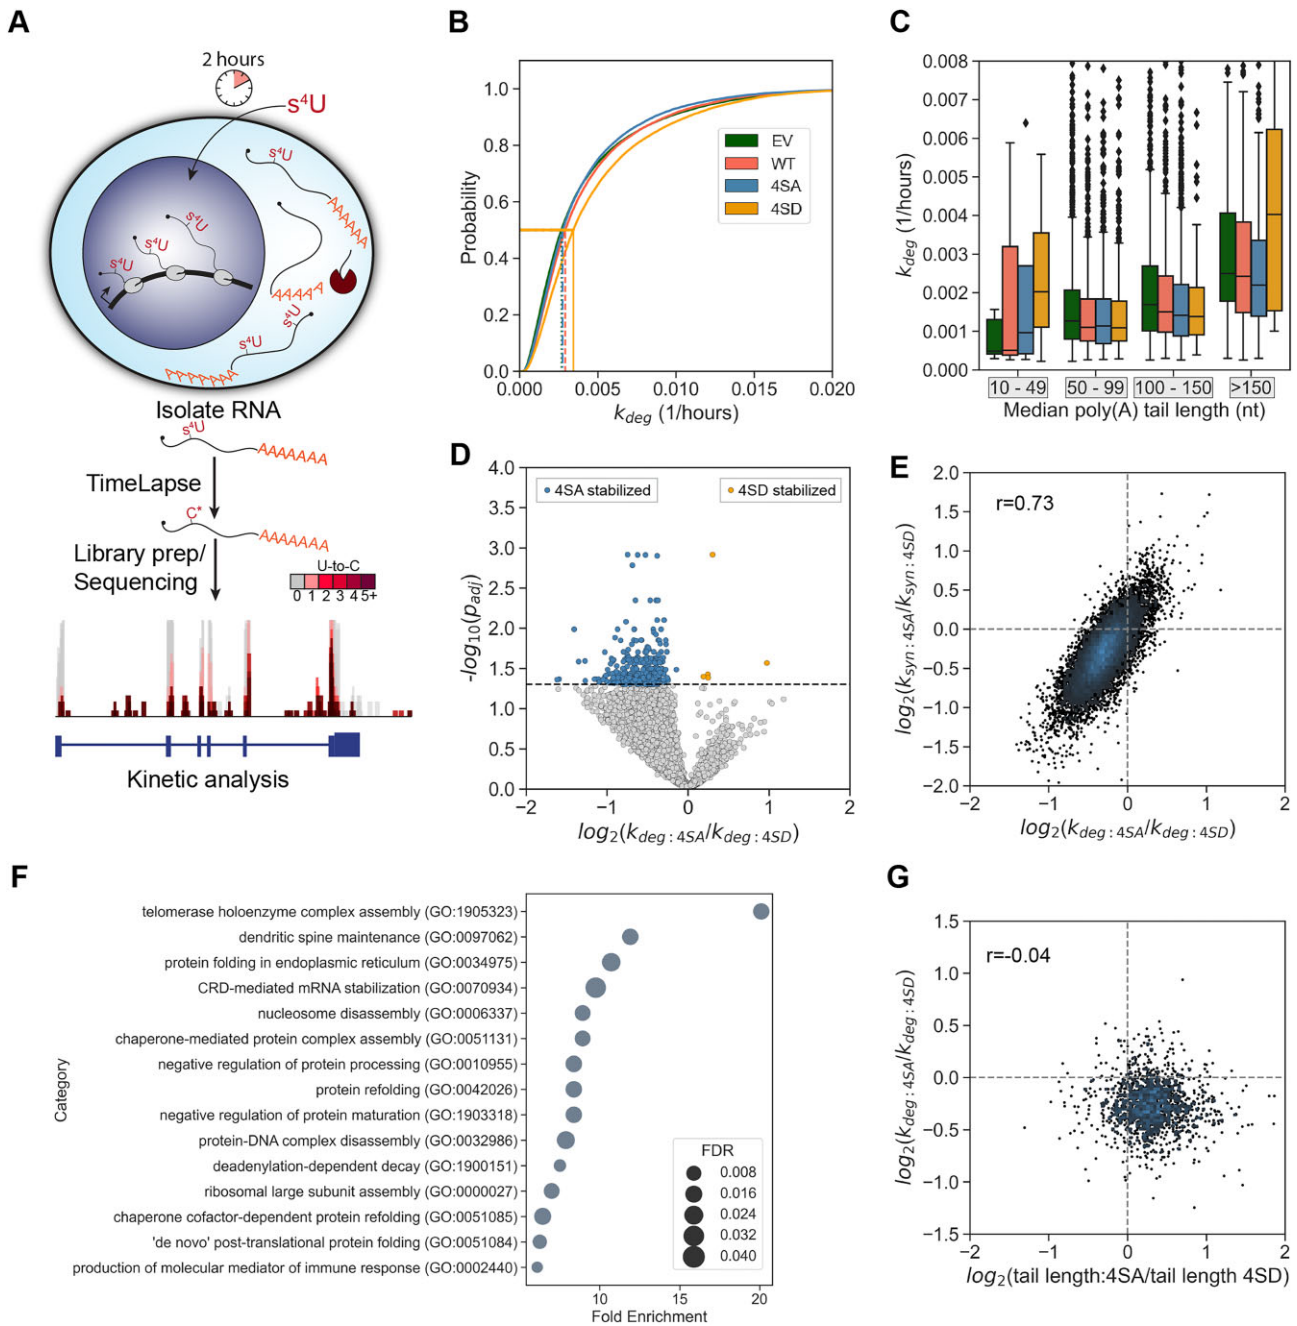 A
2 hours
s⁴U
s⁴U
s⁴U
s⁴U
s⁴U
AAAAAA
AAAAA
s⁴U
s⁴U
AAAAAAA
Isolate RNA
s⁴U
AAAAAAA
TimeLapse
C*
AAAAAAA
Library prep/
Sequencing
U-to-C
0 1 2 3 4 5+
Kinetic analysis
B
1.0
0.8
0.6
0.4
0.2
0.0
Probability
EV
WT
4SA
4SD
0.000 0.005 0.010 0.015 0.020
k_deg (1/hours)
C
0.008
0.007
0.006
0.005
0.004
0.003
0.002
0.001
0.000
k_deg (1/hours)
10 - 49 50 - 99 100 - 150 >150
Median poly(A) tail length (nt)
D
4.0
3.5
3.0
2.5
2.0
1.5
1.0
0.5
0.0
-log₁₀(p_adj)
4SA stabilized
4SD stabilized
−2 −1 0 1 2
log₂(k_deg : 4SA/k_deg : 4SD)
E
2.0
1.5
1.0
0.5
0.0
−0.5
−1.0
−1.5
−2.0
log₂(k_syn : 4SA/k_syn : 4SD)
r=0.73
−2 −1 0 1 2
log₂(k_deg : 4SA/k_deg : 4SD)
F
Category
telomerase holoenzyme complex assembly (GO:1905323)
dendritic spine maintenance (GO:0097062)
protein folding in endoplasmic reticulum (GO:0034975)
CRD-mediated mRNA stabilization (GO:0070934)
nucleosome disassembly (GO:0006337)
chaperone-mediated protein complex assembly (GO:0051131)
negative regulation of protein processing (GO:0010955)
protein refolding (GO:0042026)
negative regulation of protein maturation (GO:1903318)
protein-DNA complex disassembly (GO:0032986)
deadenylation-dependent decay (GO:1900151)
ribosomal large subunit assembly (GO:0000027)
chaperone cofactor-dependent protein refolding (GO:0051085)
'de novo' post-translational protein folding (GO:0051084)
production of molecular mediator of immune response (GO:0002440)
FDR
0.008
0.016
0.024
0.032
0.040
10 15 20
Fold Enrichment
G
1.5
1.0
0.5
0.0
−0.5
−1.0
−1.5
log₂(k_deg : 4SA/k_deg : 4SD)
r=-0.04
−2 −1 0 1 2
log₂(tail length:4SA/tail length 4SD)